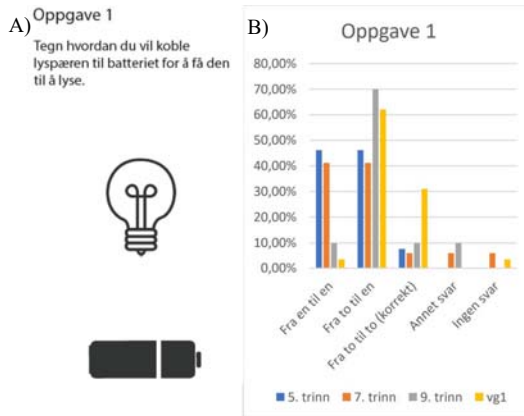 A)
Oppgave 1
Tegn hvordan du vil koble
lyspæren til batteriet for å få den
til å lyse.
B)
Oppgave 1
80,00%
70,00%
60,00%
50,00%
40,00%
30,00%
20,00%
10,00%
0,00%
Fra en til en
Fra to til en
Fra to til to (korrekt)
Annet svar
Ingen svar
5. trinn 7. trinn 9. trinn vg1